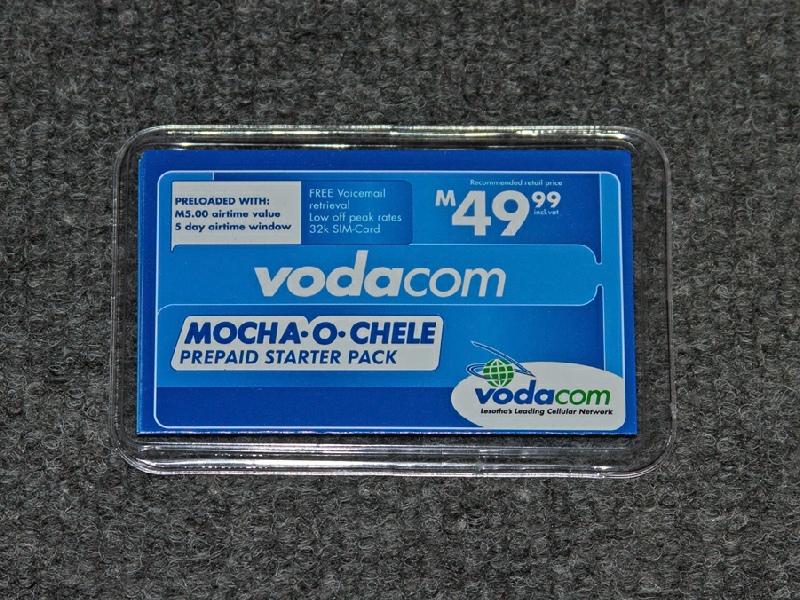 PRELOADED WITH:
M5.00 airtime value
5 day airtime window
FREE Voicemail
retrieval
Low off peak rates
32k SIM-Card
Recommended retail price
M49.99
incl.vat.
vodacom
MOCHA·O·CHELE
PREPAID STARTER PACK
vodacom
Lesotho's Leading Cellular Network